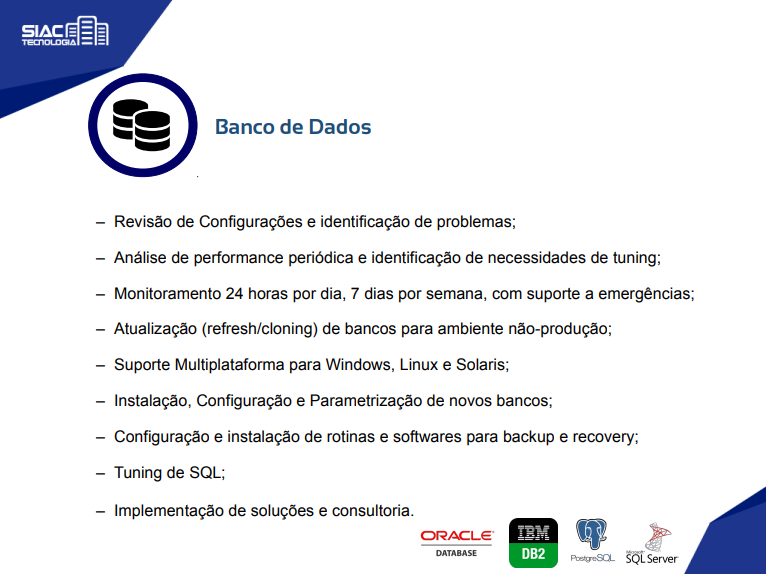 SIAC
TECNOLOGIA
Banco de Dados
– Revisão de Configurações e identificação de problemas;
– Análise de performance periódica e identificação de necessidades de tuning;
– Monitoramento 24 horas por dia, 7 dias por semana, com suporte a emergências;
– Atualização (refresh/cloning) de bancos para ambiente não-produção;
– Suporte Multiplataforma para Windows, Linux e Solaris;
– Instalação, Configuração e Parametrização de novos bancos;
– Configuração e instalação de rotinas e softwares para backup e recovery;
– Tuning de SQL;
– Implementação de soluções e consultoria.
ORACLE
DATABASE
IBM
DB2
PostgreSQL
Microsoft
SQL Server